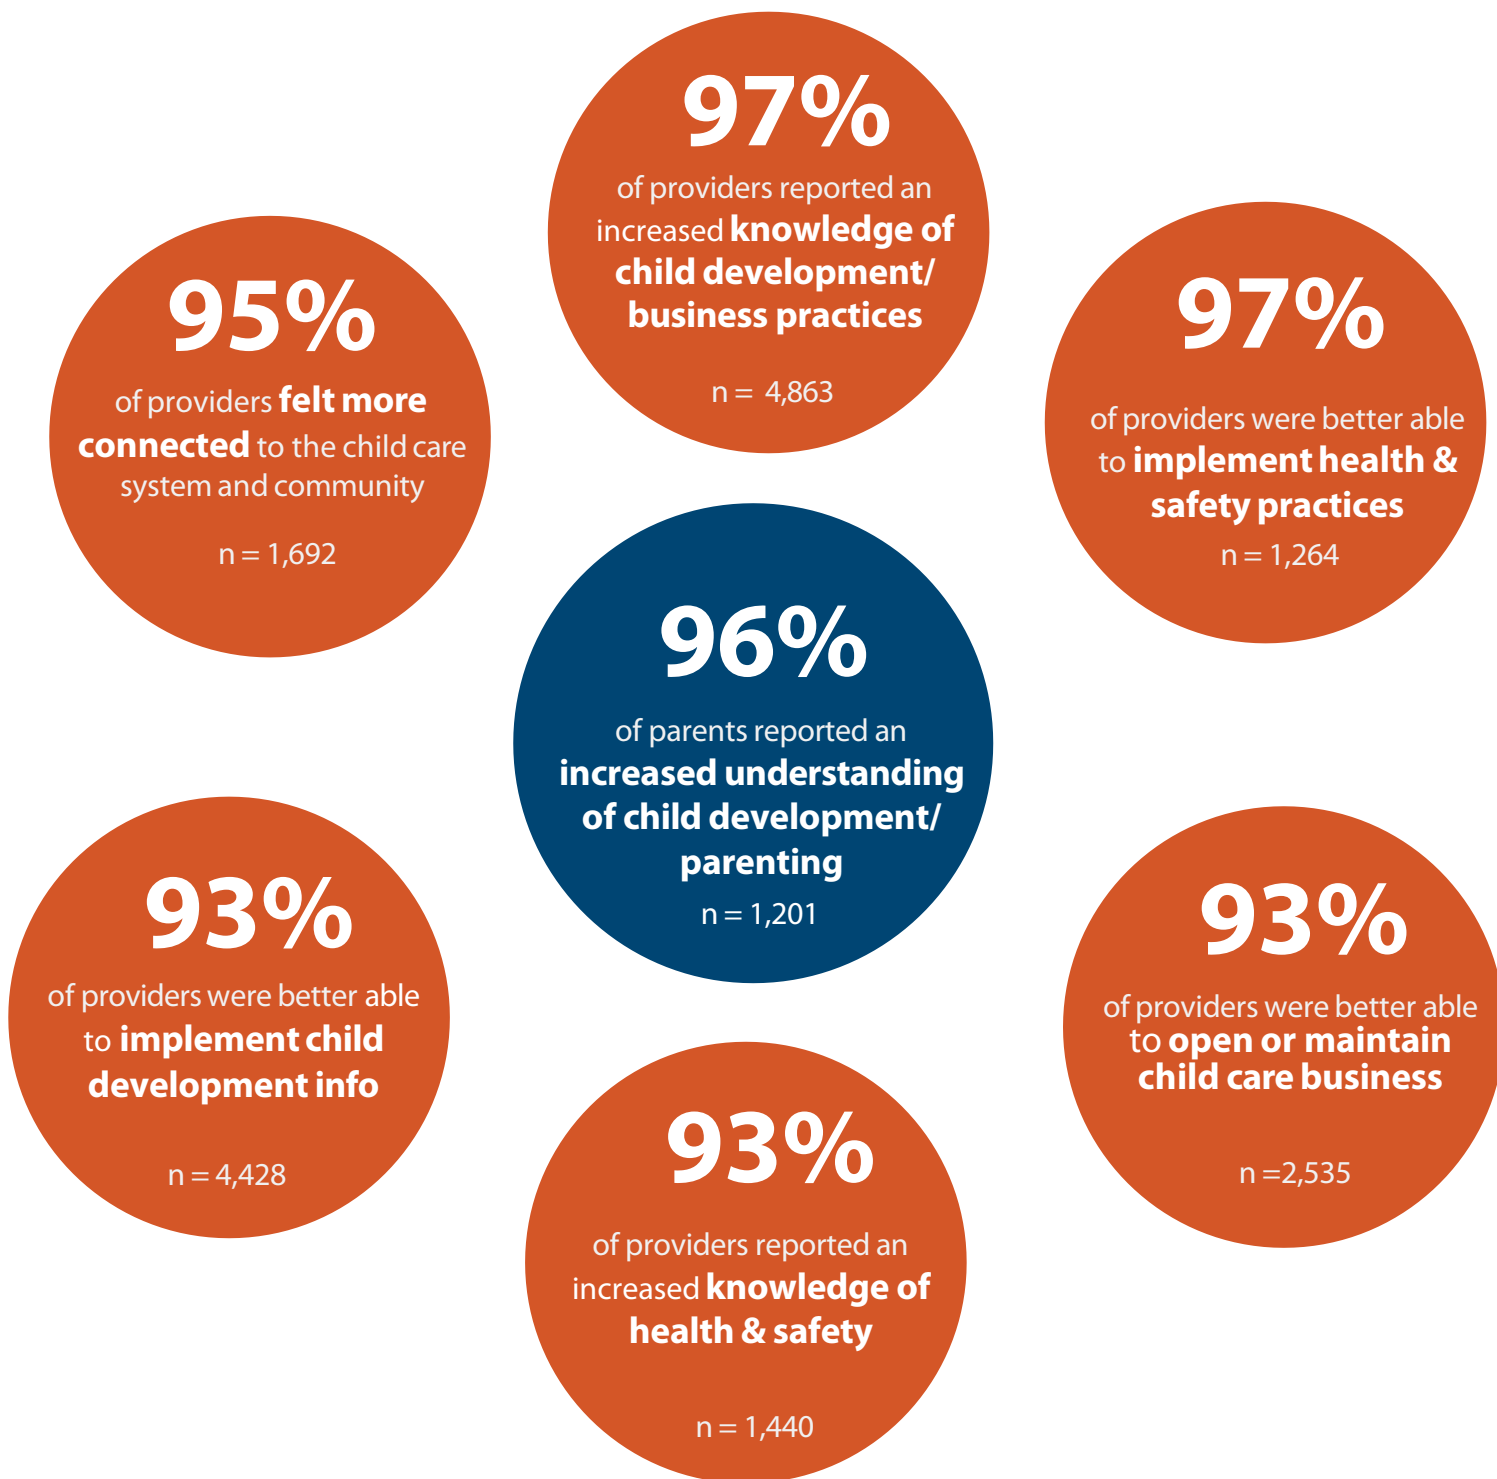 97%
of providers reported an
increased knowledge of
child development/
business practices
n = 4,863
95%
of providers felt more
connected to the child care
system and community
n = 1,692
97%
of providers were better able
to implement health &
safety practices
n = 1,264
96%
of parents reported an
increased understanding
of child development/
parenting
n = 1,201
93%
of providers were better able
to implement child
development info
n = 4,428
93%
of providers were better able
to open or maintain
child care business
n =2,535
93%
of providers reported an
increased knowledge of
health & safety
n = 1,440